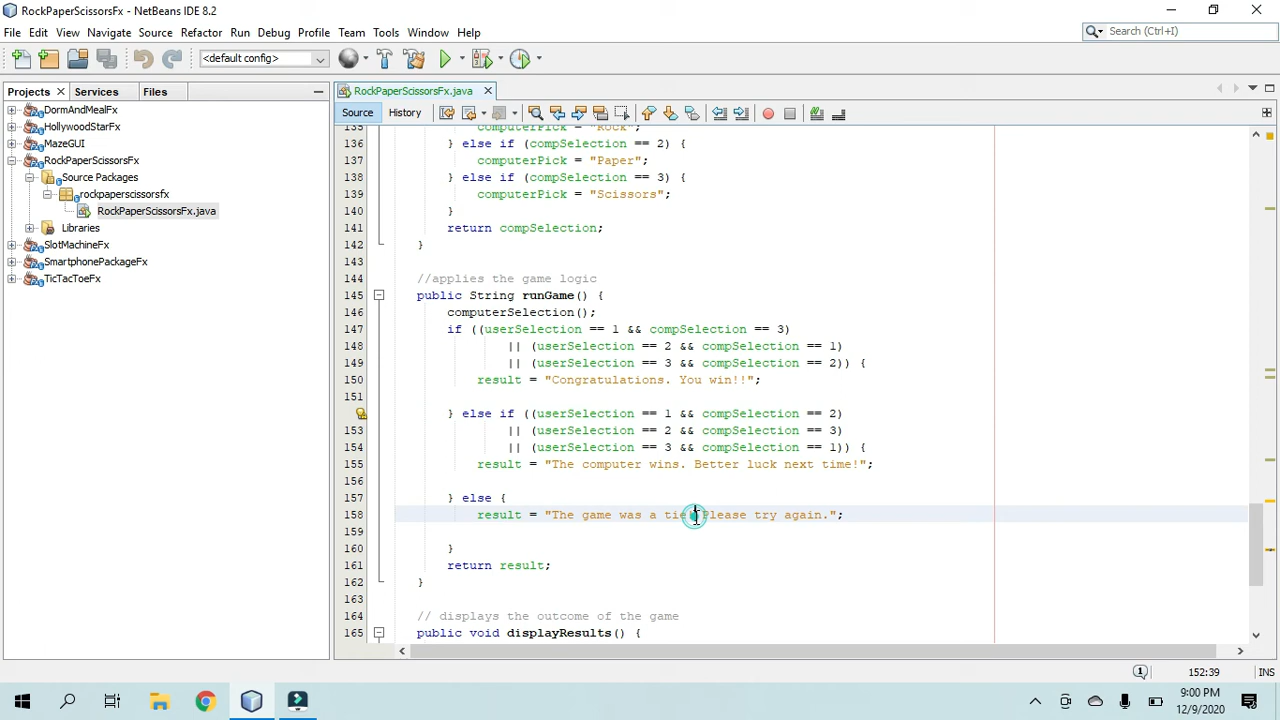 RockPaperScissorsFx - NetBeans IDE 8.2
File Edit View Navigate Source Refactor Run Debug Profile Team Tools Window Help
Search (Ctrl+I)
<default config>
Projects Services Files
RockPaperScissorsFx.java
Source History
DormAndMealFx
HollywoodStarFx
MazeGUI
RockPaperScissorsFx
Source Packages
rockpaperscissorsfx
RockPaperScissorsFx.java
Libraries
SlotMachineFx
SmartphonePackageFx
TicTacToeFx
135 computerPick = "Rock";
136 } else if (compSelection == 2) {
137 computerPick = "Paper";
138 } else if (compSelection == 3) {
139 computerPick = "Scissors";
140 }
141 return compSelection;
142 }
143
144 //applies the game logic
145 public String runGame() {
146 computerSelection();
147 if ((userSelection == 1 && compSelection == 3)
148 || (userSelection == 2 && compSelection == 1)
149 || (userSelection == 3 && compSelection == 2)) {
150 result = "Congratulations. You win!!";
151
} else if ((userSelection == 1 && compSelection == 2)
153 || (userSelection == 2 && compSelection == 3)
154 || (userSelection == 3 && compSelection == 1)) {
155 result = "The computer wins. Better luck next time!";
156
157 } else {
158 result = "The game was a tie! Please try again.";
159
160 }
161 return result;
162 }
163
164 // displays the outcome of the game
165 public void displayResults() {
1 152:39 INS
9:00 PM
12/9/2020